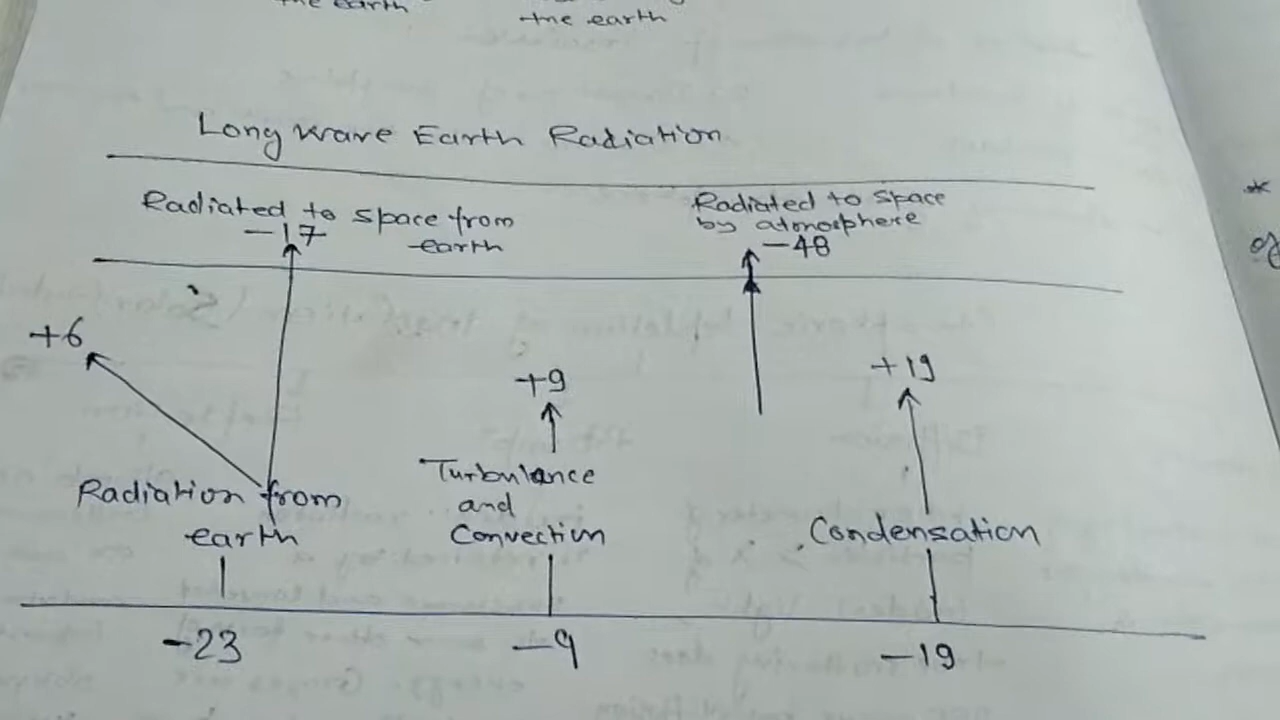 the earth the earth
Long wave Earth Radiation
Radiated to space from
earth
-17
Radiated to space
by atmosphere
-48
+6
+9
+19
Radiation from
earth
Turbulance
and
Convection
Condensation
-23
-9
-19
*
of